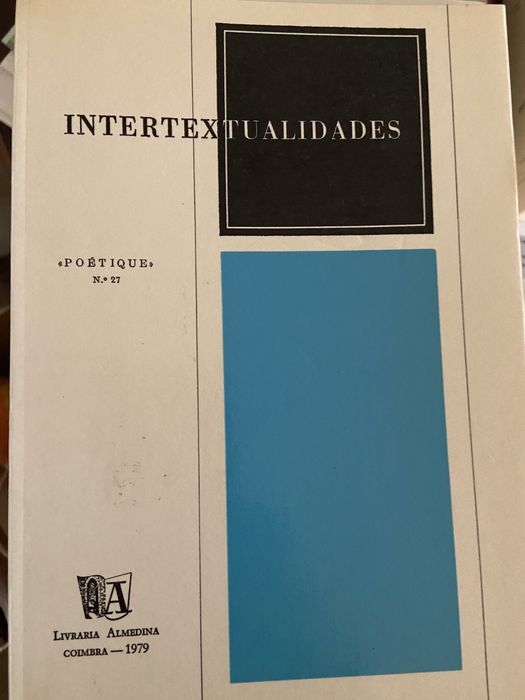 INTERTEXTUALIDADES
«POÉTIQUE»
N.º 27
A
LIVRARIA ALMEDINA
COIMBRA — 1979